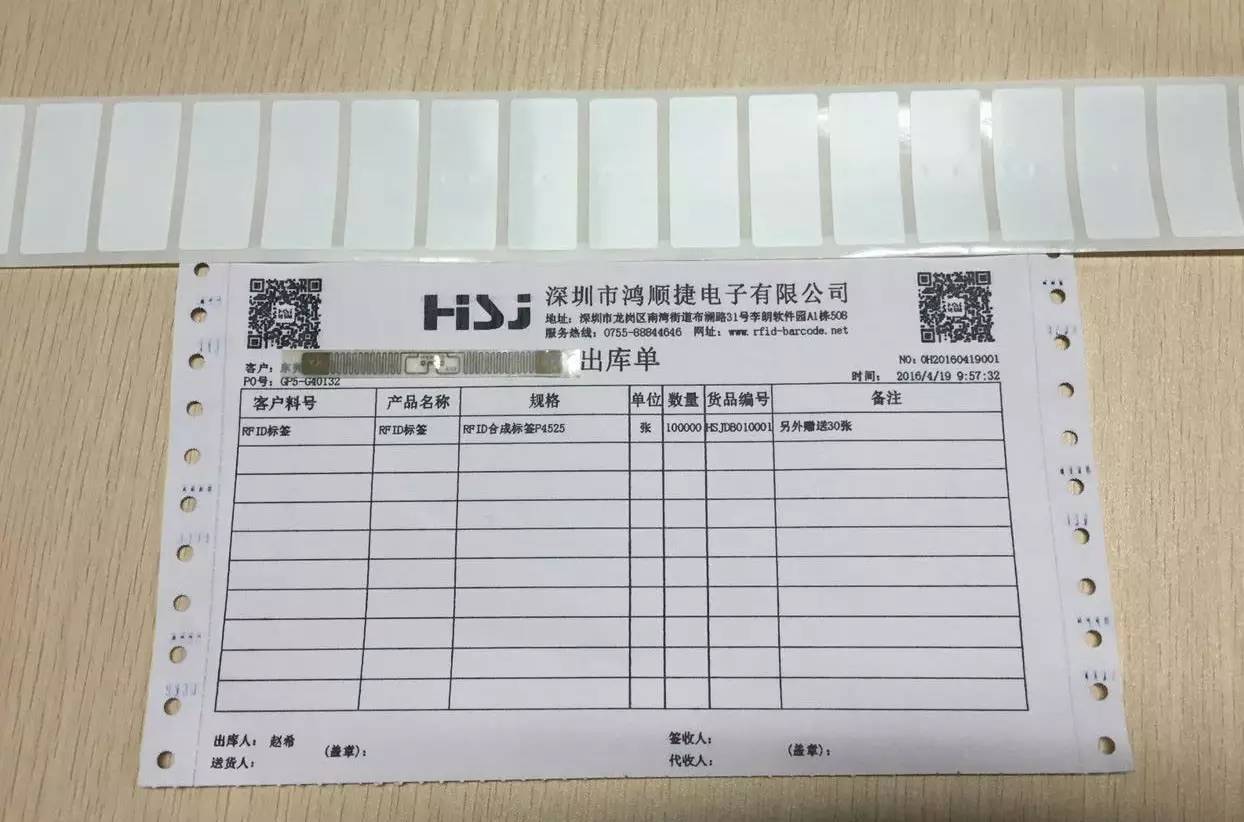 HSJ
深圳市鸿顺捷电子有限公司
地址：深圳市龙岗区南湾街道布澜路31号李朗软件园A1栋508
服务热线：0755-88844646 网址：www.rfid-barcode.net
出库单
客户：
NO：OH20160419001
PO号：GP5-G40132
时间： 2016/4/19 9:57:32
客户料号 产品名称 规格 单位 数量 货品编号 备注
RFID标签 RFID标签 RFID合成标签P4525 张 100000 HSJDB010001 另外赠送30张
出库人： 赵希 （盖章）： 签收人： （盖章）：
送货人： 代收人：